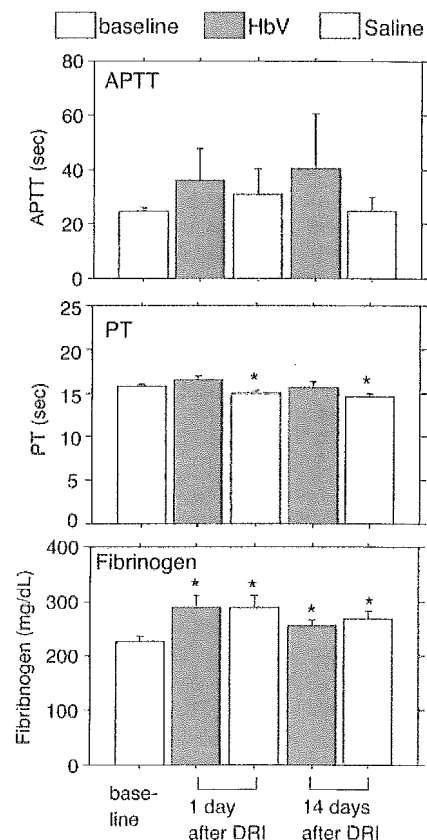 baseline HbV Saline
APTT
APTT (sec)
80
60
40
20
0
PT
PT (sec)
25
20
15
10
5
0
* *
Fibrinogen
Fibribnogen (mg/dL)
400
300
200
100
0
* * * *
base-
line
1 day
after DRI
14 days
after DRI